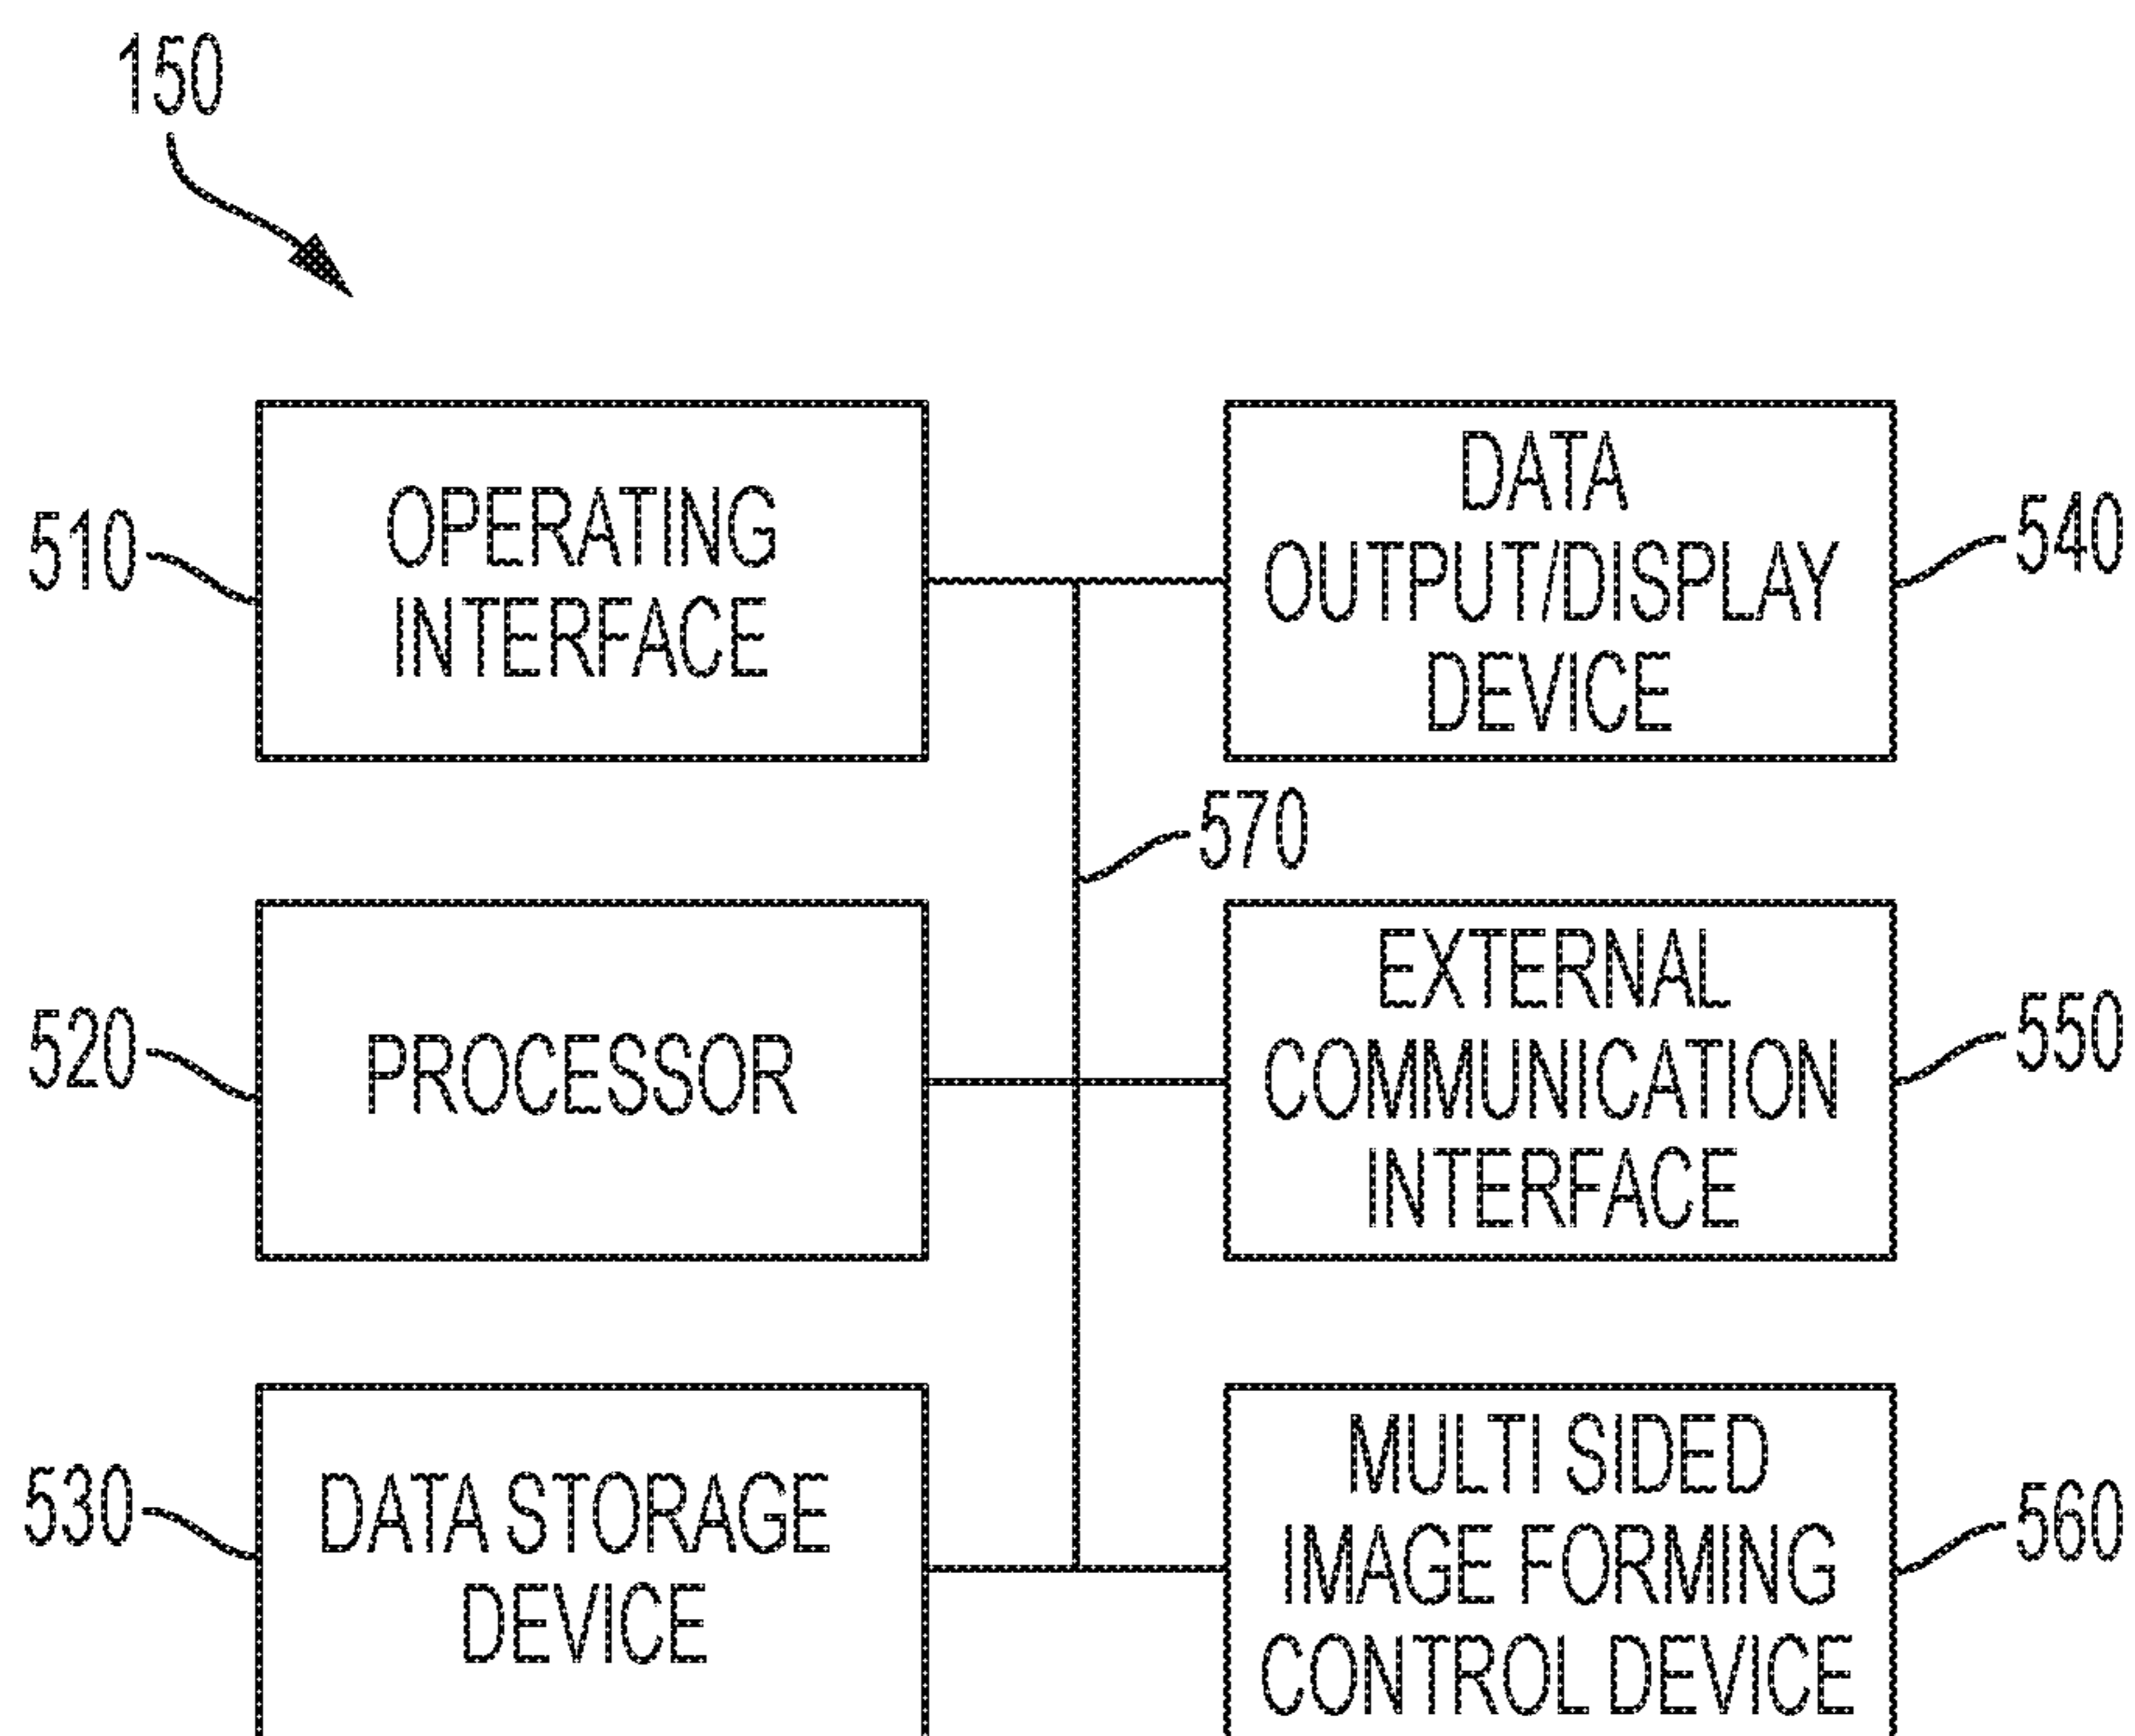 150
510
OPERATING
INTERFACE
DATA
OUTPUT/DISPLAY
DEVICE
540
570
520
PROCESSOR
EXTERNAL
COMMUNICATION
INTERFACE
550
530
DATA STORAGE
DEVICE
MULTI SIDED
IMAGE FORMING
CONTROL DEVICE
560